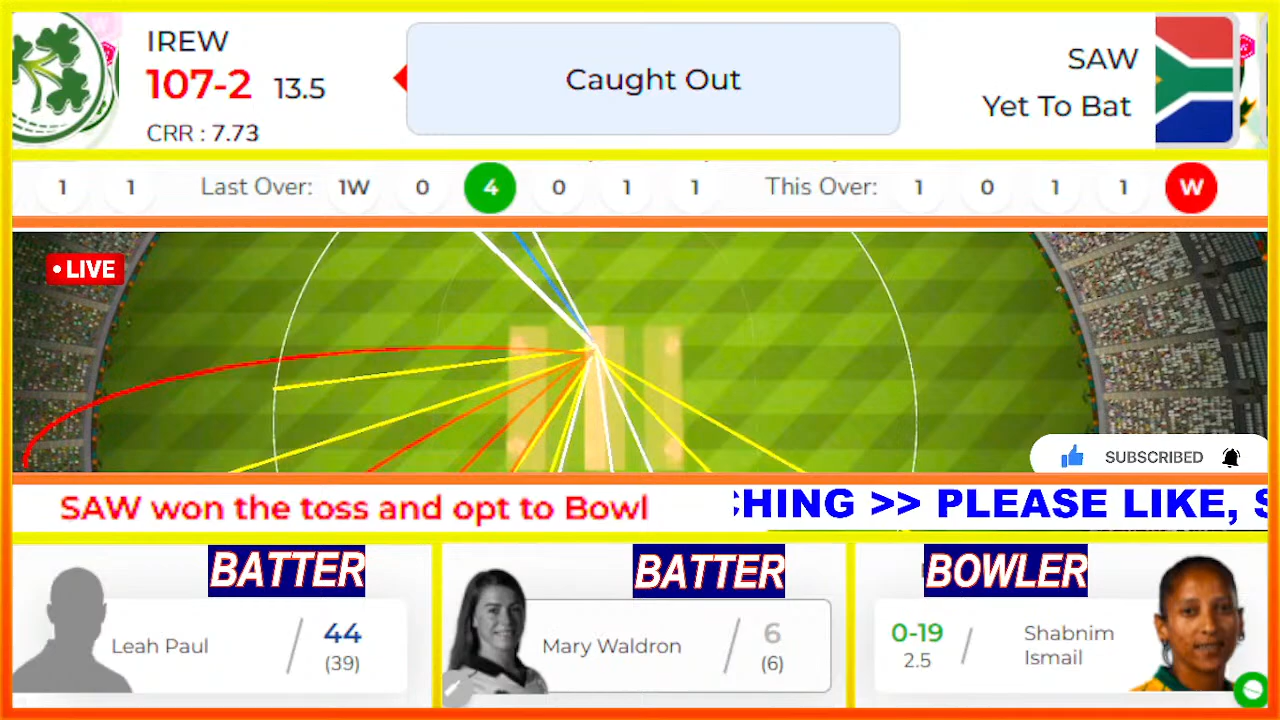 IREW
107-2 13.5
CRR : 7.73
Caught Out
SAW
Yet To Bat
1 1 Last Over: 1W 0 4 0 1 1 This Over: 1 0 1 1 W
• LIVE
SUBSCRIBED
SAW won the toss and opt to Bowl
CHING >> PLEASE LIKE, S
BATTER
Leah Paul
44
(39)
BATTER
Mary Waldron
6
(6)
BOWLER
0-19
2.5
Shabnim
Ismail